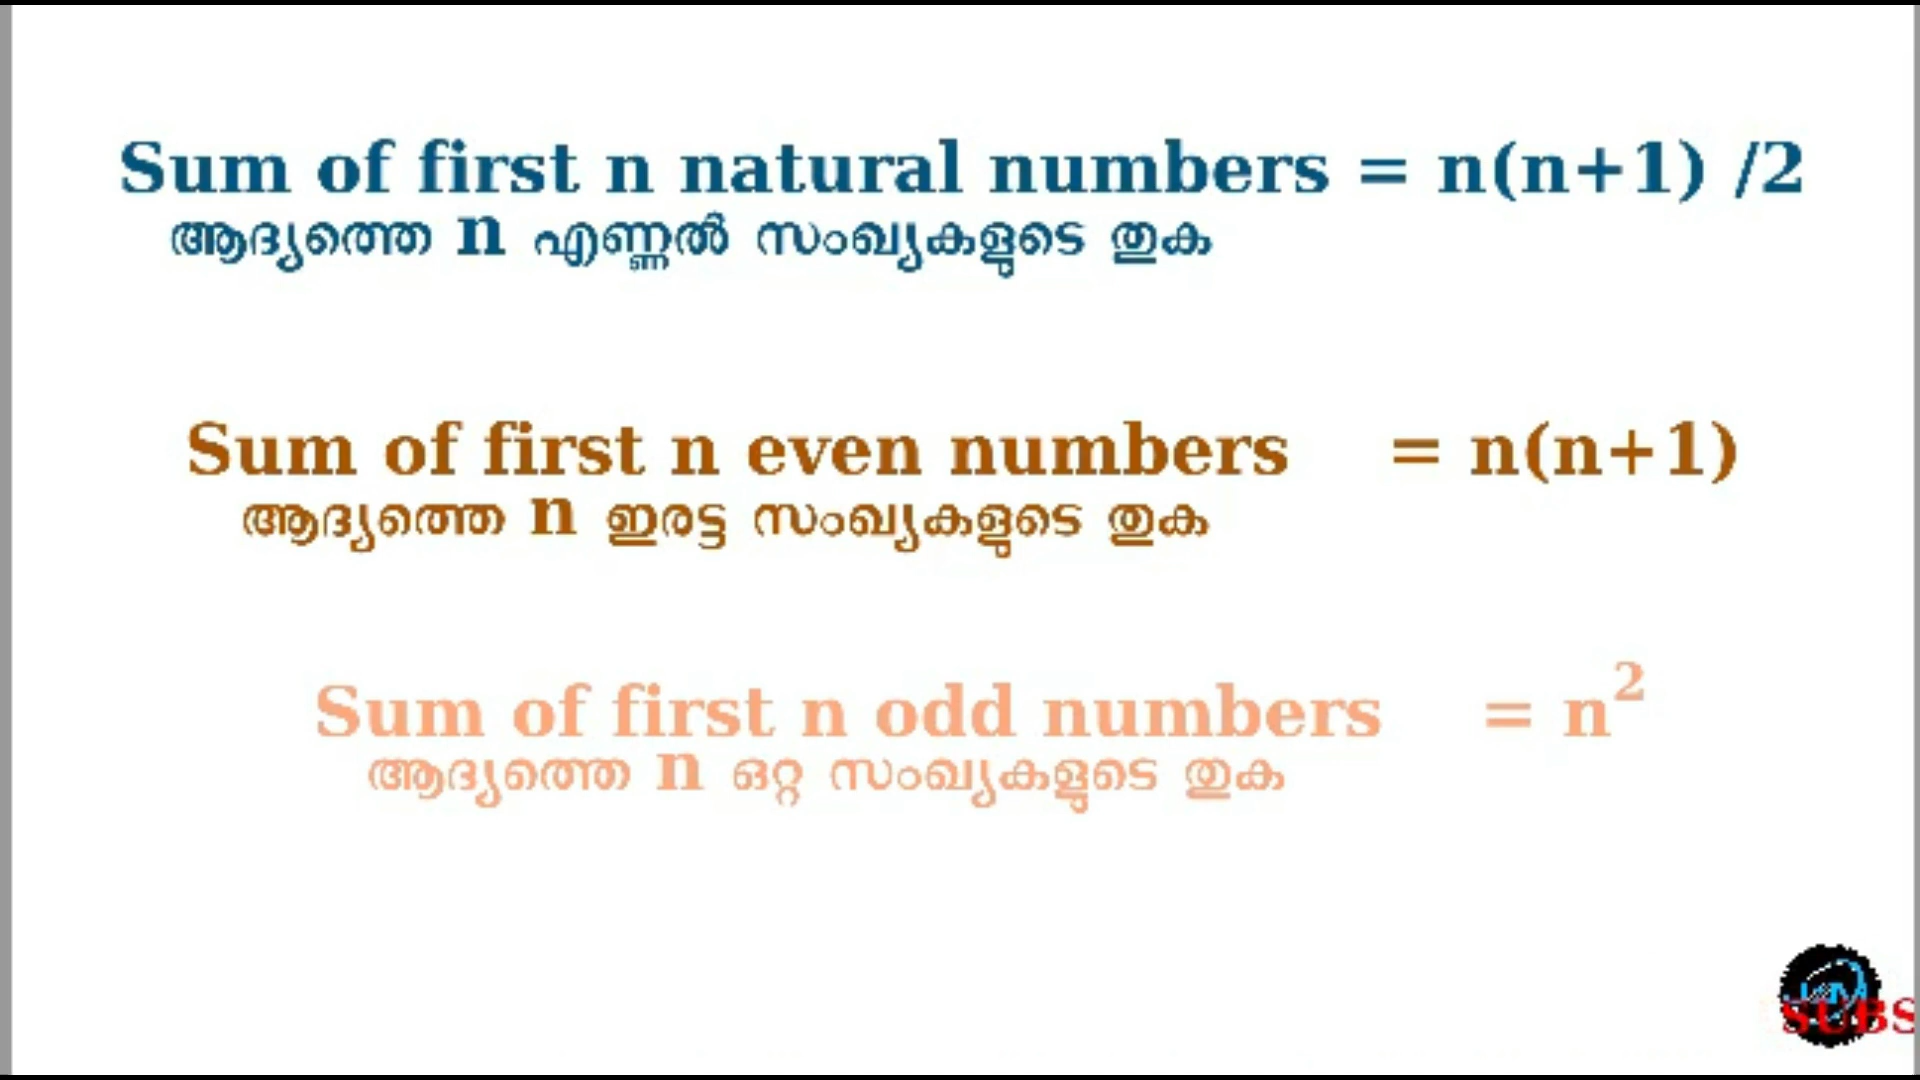 Sum of first n natural numbers = n(n+1) /2
ആദ്യത്തെ n എണ്ണൽ സംഖ്യകളുടെ തുക
Sum of first n even numbers = n(n+1)
ആദ്യത്തെ n ഇരട്ട സംഖ്യകളുടെ തുക
Sum of first n odd numbers = n²
ആദ്യത്തെ n ഒറ്റ സംഖ്യകളുടെ തുക
SUBS